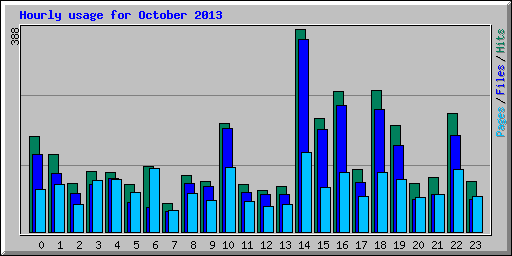 Hourly usage for October 2013
388
Pages / Files / Hits
0 1 2 3 4 5 6 7 8 9 10 11 12 13 14 15 16 17 18 19 20 21 22 23